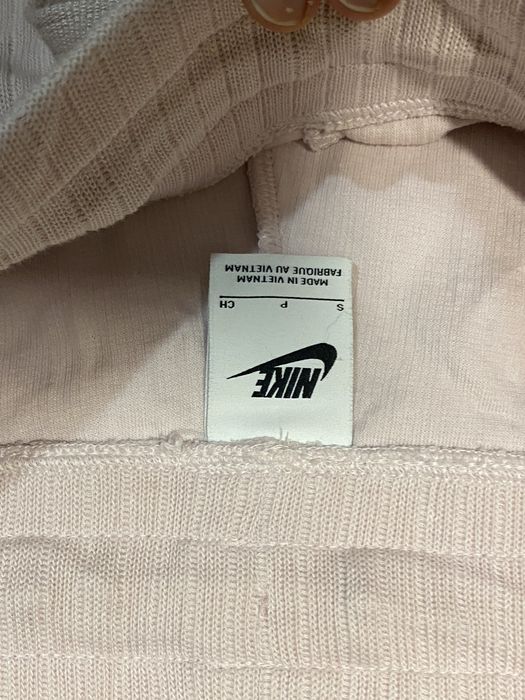 NIKE
S P CH
MADE IN VIETNAM
FABRIQUE AU VIETNAM